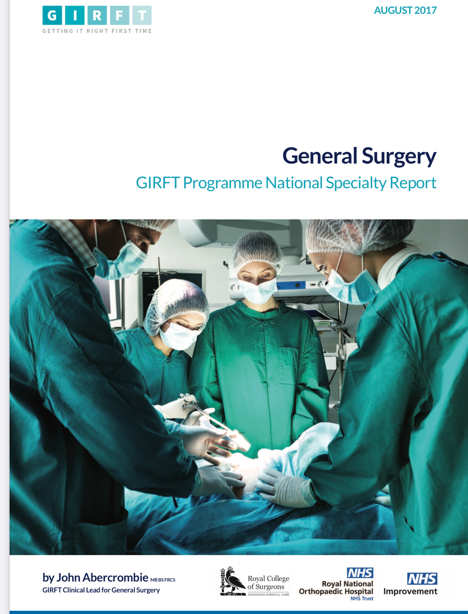 GIRFT
GETTING IT RIGHT FIRST TIME
AUGUST 2017
General Surgery
GIRFT Programme National Specialty Report
by John Abercrombie MB BS FRCS
GIRFT Clinical Lead for General Surgery
Royal College
of Surgeons
NHS
Royal National
Orthopaedic Hospital
NHS Trust
NHS
Improvement